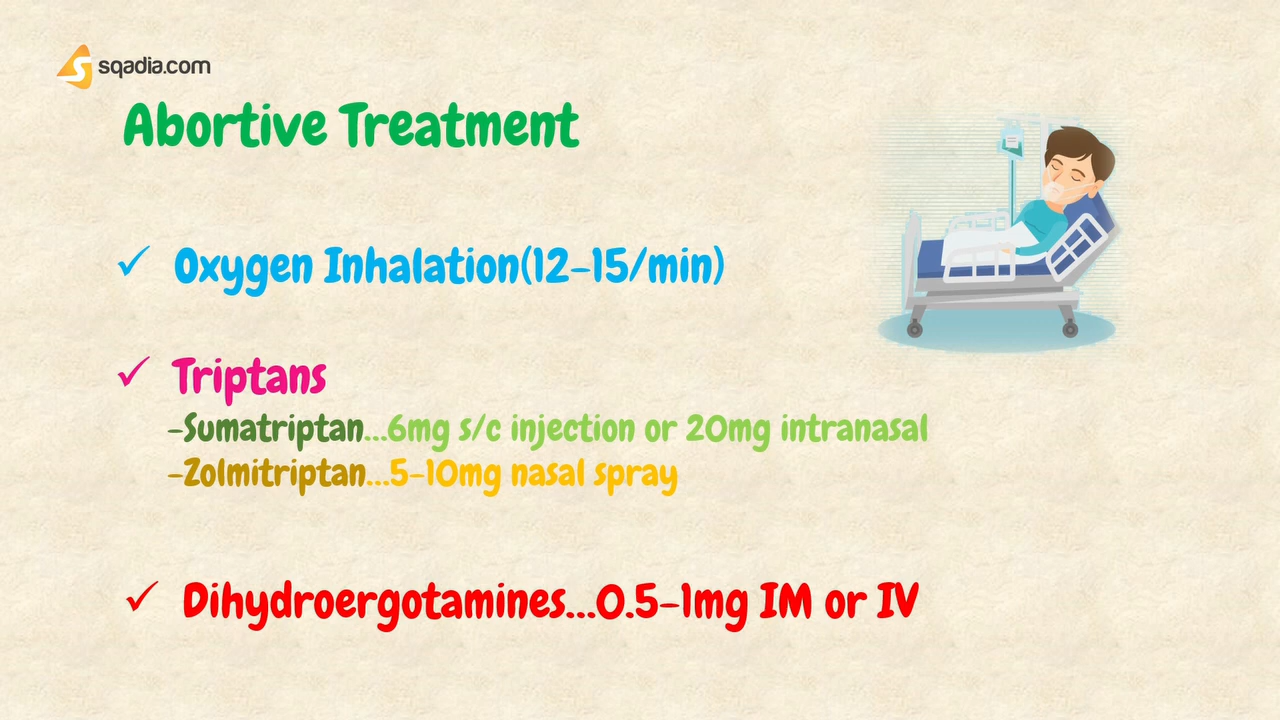 sqadia.com
Abortive Treatment
✓ Oxygen Inhalation(12-15/min)
✓ Triptans
-Sumatriptan...6mg s/c injection or 20mg intranasal
-Zolmitriptan...5-10mg nasal spray
✓ Dihydroergotamines...0.5-1mg IM or IV